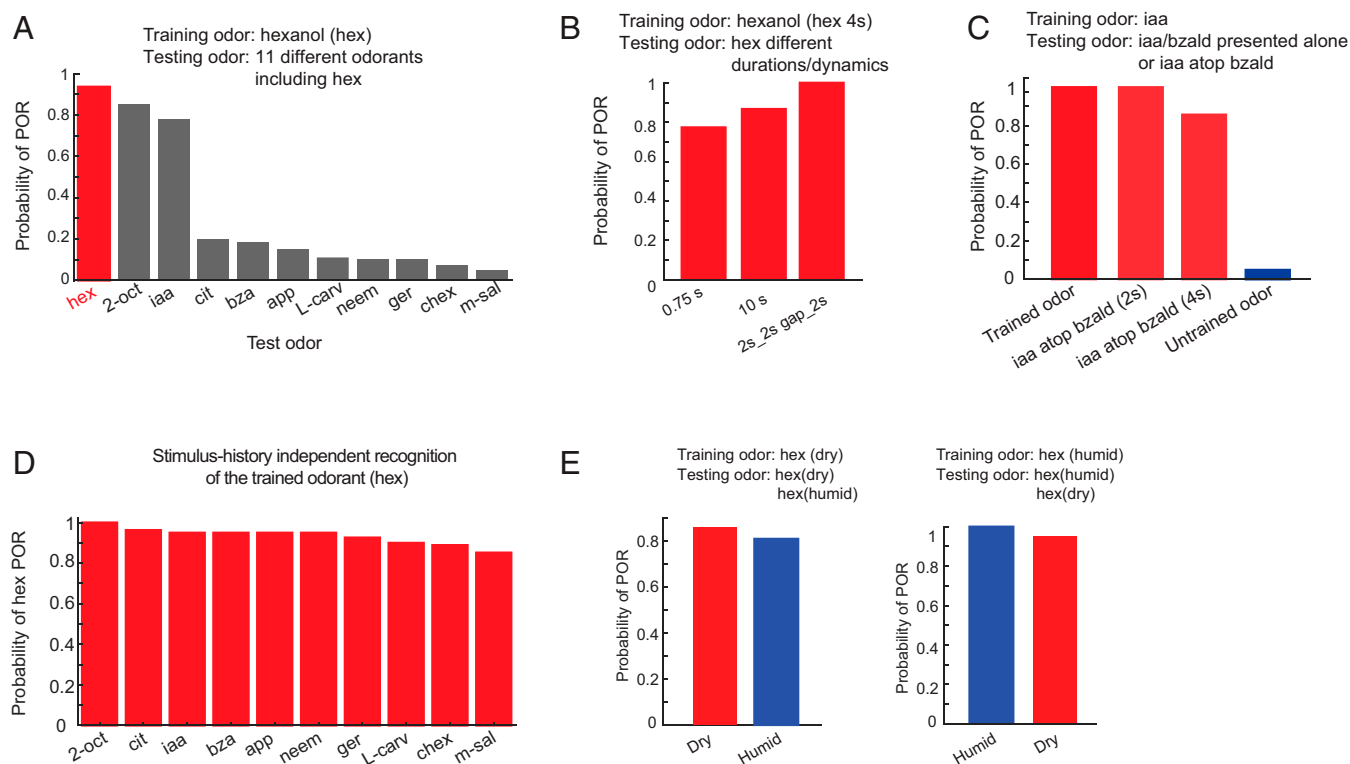 A
Training odor: hexanol (hex)
Testing odor: 11 different odorants
including hex
Probability of POR
1
0.8
0.6
0.4
0.2
0
hex
2-oct
iaa
cit
bza
app
L-carv
neem
ger
chex
m-sal
Test odor
B
Training odor: hexanol (hex 4s)
Testing odor: hex different
durations/dynamics
Probability of POR
1
0.8
0.6
0.4
0.2
0
0.75 s
10 s
2s_2s gap_2s
C
Training odor: iaa
Testing odor: iaa/bzald presented alone
or iaa atop bzald
Probability of POR
1
0.8
0.6
0.4
0.2
0
Trained odor
iaa atop bzald (2s)
iaa atop bzald (4s)
Untrained odor
D
Stimulus-history independent recognition
of the trained odorant (hex)
Probability of hex POR
1
0.8
0.6
0.4
0.2
0
2-oct
cit
iaa
bza
app
neem
ger
L-carv
chex
m-sal
E
Training odor: hex (dry)
Testing odor: hex(dry)
hex(humid)
Probability of POR
0.8
0.6
0.4
0.2
0
Dry
Humid
Training odor: hex (humid)
Testing odor: hex(humid)
hex(dry)
Probability of POR
1
0.8
0.6
0.4
0.2
0
Humid
Dry